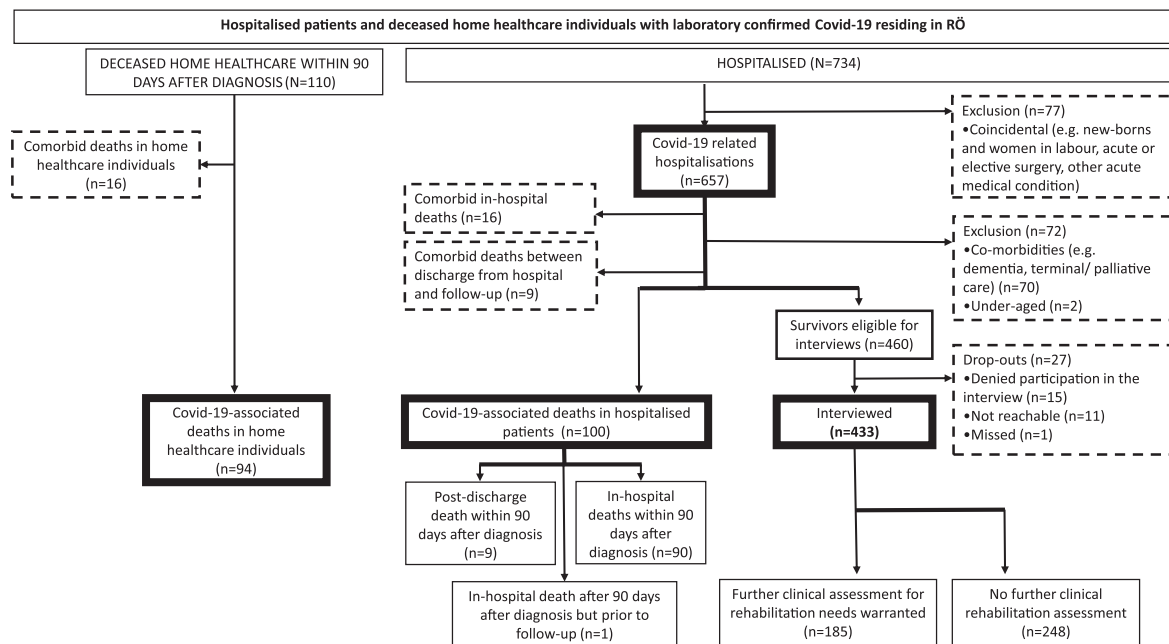 Hospitalised patients and deceased home healthcare individuals with laboratory confirmed Covid-19 residing in RÖ
DECEASED HOME HEALTHCARE WITHIN 90
DAYS AFTER DIAGNOSIS (N=110)
HOSPITALISED (N=734)
Comorbid deaths in home
healthcare individuals
(n=16)
Covid-19 related
hospitalisations
(n=657)
Exclusion (n=77)
•Coincidental (e.g. new-borns
and women in labour, acute or
elective surgery, other acute
medical condition)
Comorbid in-hospital
deaths (n=16)
Comorbid deaths between
discharge from hospital
and follow-up (n=9)
Exclusion (n=72)
•Co-morbidities (e.g.
dementia, terminal/ palliative
care) (n=70)
•Under-aged (n=2)
Survivors eligible for
interviews (n=460)
Drop-outs (n=27)
•Denied participation in the
interview (n=15)
•Not reachable (n=11)
•Missed (n=1)
Covid-19-associated
deaths in home
healthcare individuals
(n=94)
Covid-19-associated deaths in hospitalised
patients (n=100)
Interviewed
(n=433)
Post-discharge
death within 90
days after diagnosis
(n=9)
In-hospital
deaths within 90
days after
diagnosis (n=90)
In-hospital death after 90 days
after diagnosis but prior to
follow-up (n=1)
Further clinical assessment for
rehabilitation needs warranted
(n=185)
No further clinical
rehabilitation assessment
(n=248)